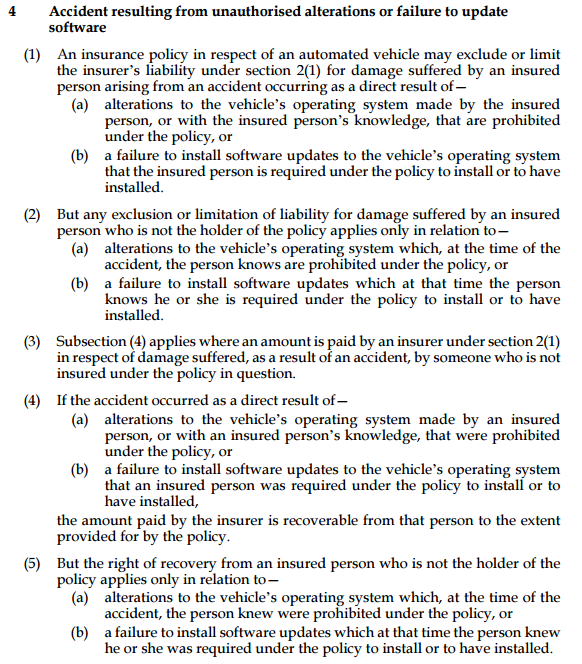 4 Accident resulting from unauthorised alterations or failure to update
software
(1) An insurance policy in respect of an automated vehicle may exclude or limit
the insurer's liability under section 2(1) for damage suffered by an insured
person arising from an accident occurring as a direct result of—
(a) alterations to the vehicle's operating system made by the insured
person, or with the insured person's knowledge, that are prohibited
under the policy, or
(b) a failure to install software updates to the vehicle's operating system
that the insured person is required under the policy to install or to have
installed.
(2) But any exclusion or limitation of liability for damage suffered by an insured
person who is not the holder of the policy applies only in relation to—
(a) alterations to the vehicle's operating system which, at the time of the
accident, the person knows are prohibited under the policy, or
(b) a failure to install software updates which at that time the person
knows he or she is required under the policy to install or to have
installed.
(3) Subsection (4) applies where an amount is paid by an insurer under section 2(1)
in respect of damage suffered, as a result of an accident, by someone who is not
insured under the policy in question.
(4) If the accident occurred as a direct result of—
(a) alterations to the vehicle's operating system made by an insured
person, or with an insured person's knowledge, that were prohibited
under the policy, or
(b) a failure to install software updates to the vehicle's operating system
that an insured person was required under the policy to install or to
have installed,
the amount paid by the insurer is recoverable from that person to the extent
provided for by the policy.
(5) But the right of recovery from an insured person who is not the holder of the
policy applies only in relation to—
(a) alterations to the vehicle's operating system which, at the time of the
accident, the person knew were prohibited under the policy, or
(b) a failure to install software updates which at that time the person knew
he or she was required under the policy to install or to have installed.